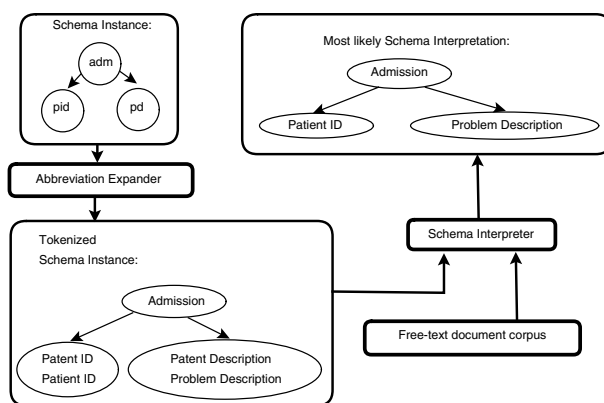 Schema Instance:
adm
pid
pd
Abbreviation Expander
Tokenized
Schema Instance:
Admission
Patent ID
Patient ID
Patent Description
Problem Description
Most likely Schema Interpretation:
Admission
Patient ID
Problem Description
Schema Interpreter
Free-text document corpus